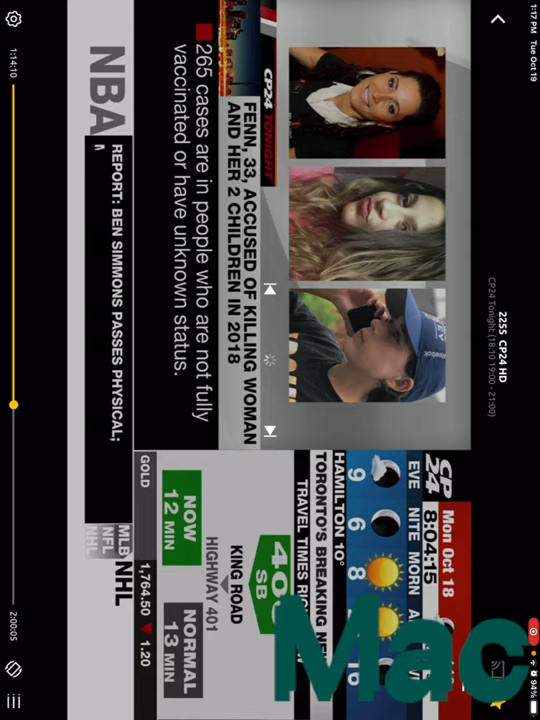 1:17 PM Tue Oct 19
94%
2255 CP24 HD
CP24 Tonight (18.10 19:00 - 21:00)
CP24 TONIGHT
FENN, 33, ACCUSED OF KILLING WOMAN
AND HER 2 CHILDREN IN 2018
265 cases are in people who are not fully
vaccinated or have unknown status.
NBA
REPORT: BEN SIMMONS PASSES PHYSICAL;
MLB
NFL
NHL
NHL
CP
24
Mon Oct 18
8:04:15
EVE NITE MORN
9 6 8 16
HAMILTON 10°
TORONTO'S BREAKING
TRAVEL TIMES
SB
KING ROAD
HIGHWAY 401
NOW
12 MIN
NORMAL
13 MIN
GOLD 1,764.50 1.20
1:14:10
2:00:05
Mac